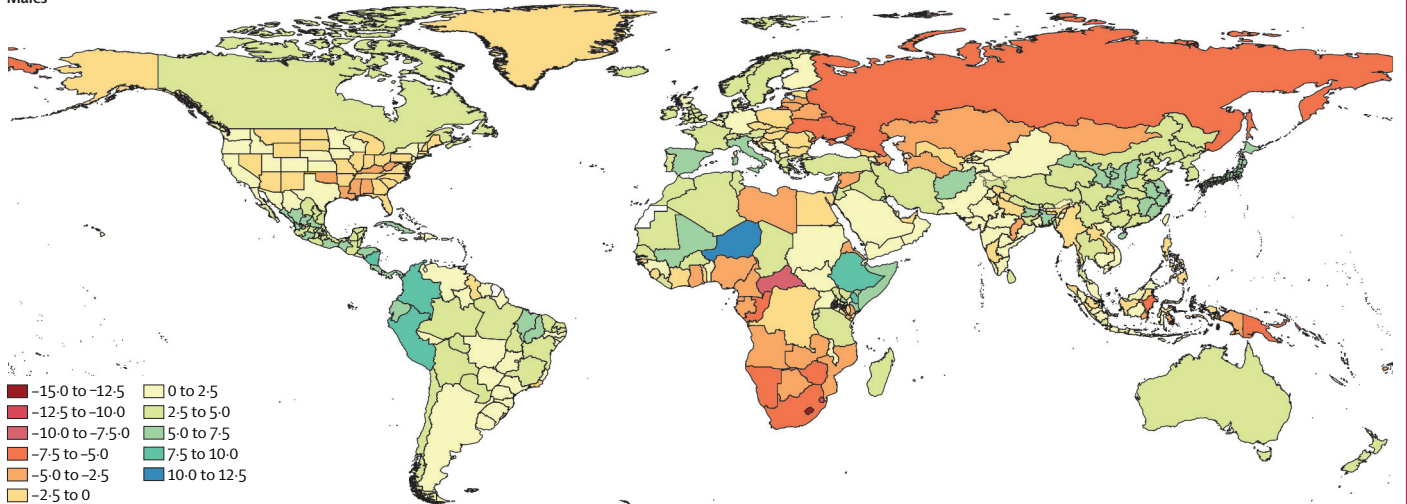 Males
–15·0 to –12·5
–12·5 to –10·0
–10·0 to –7·5·0
–7·5 to –5·0
–5·0 to –2·5
–2·5 to 0
0 to 2·5
2·5 to 5·0
5·0 to 7·5
7·5 to 10·0
10·0 to 12·5